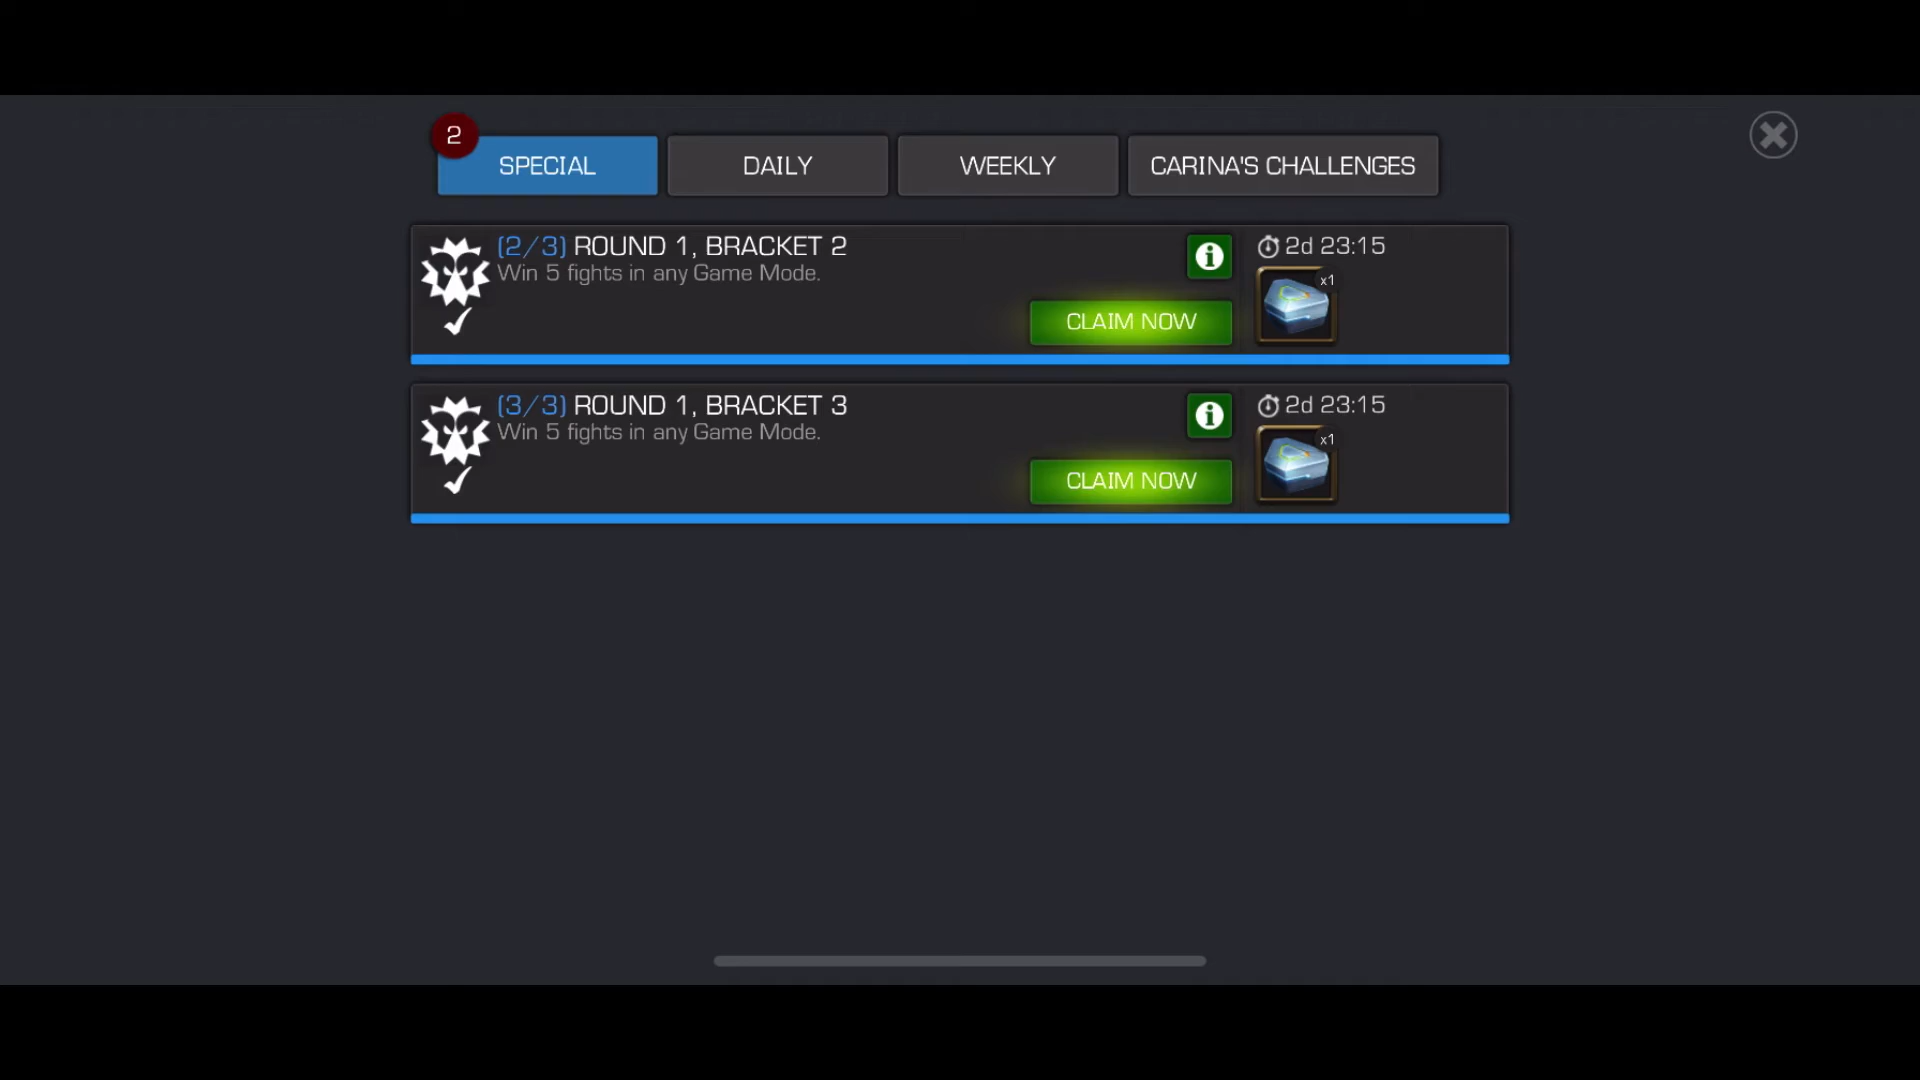 2
SPECIAL
DAILY
WEEKLY
CARINA'S CHALLENGES
(2/3) ROUND 1, BRACKET 2
Win 5 fights in any Game Mode.
CLAIM NOW
2d 23:15
x1
(3/3) ROUND 1, BRACKET 3
Win 5 fights in any Game Mode.
CLAIM NOW
2d 23:15
x1